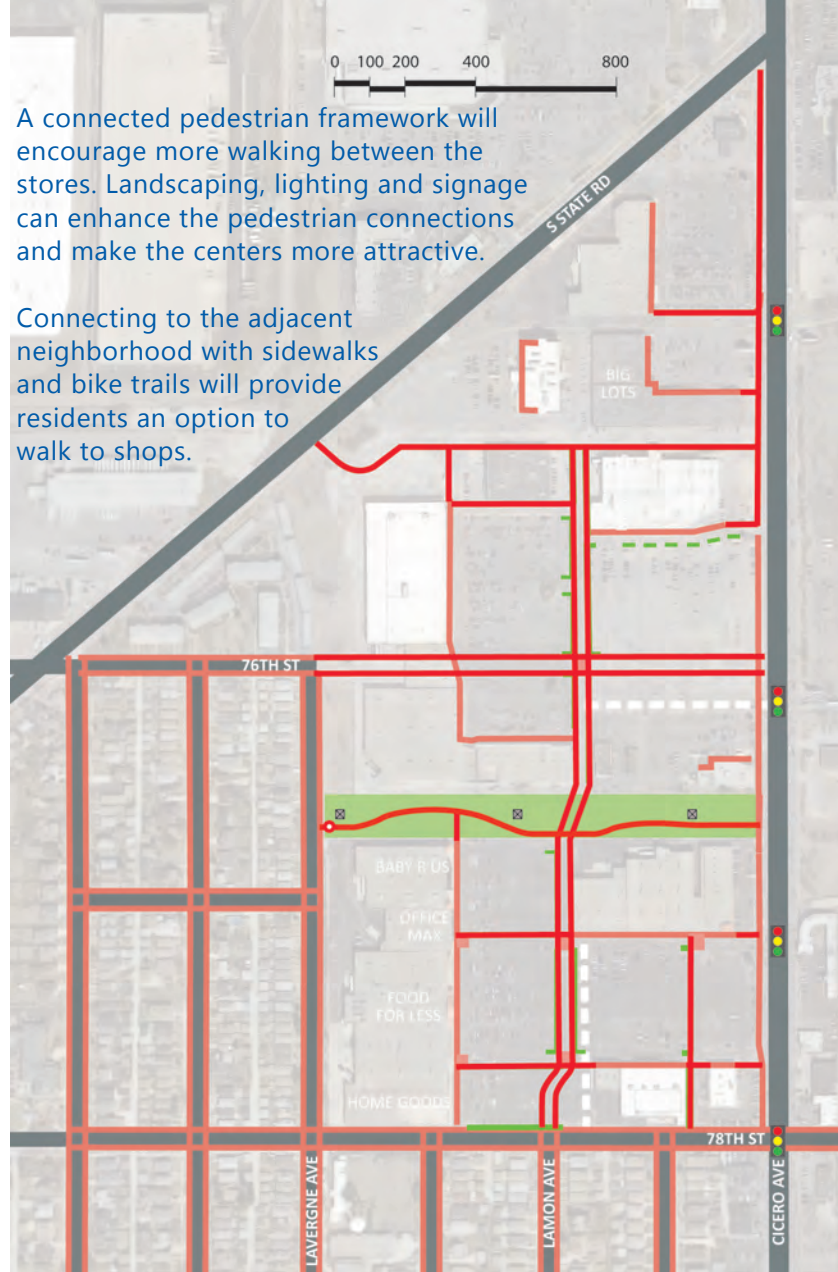 0 100 200 400 800
A connected pedestrian framework will
encourage more walking between the
stores. Landscaping, lighting and signage
can enhance the pedestrian connections
and make the centers more attractive.
S STATE RD
Connecting to the adjacent
neighborhood with sidewalks
and bike trails will provide
residents an option to
walk to shops.
BIG
LOTS
76TH ST
BABY R US
OFFICE
MAX
FOOD
FOR LESS
HOME GOODS
78TH ST
LAVERGNE AVE
LAMON AVE
CICERO AVE